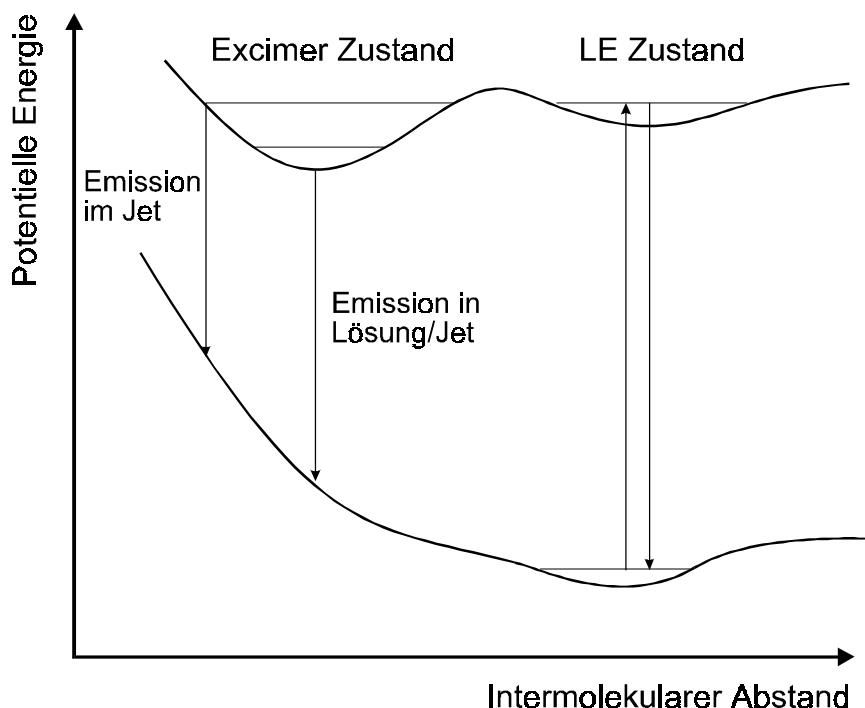 Excimer Zustand
LE Zustand
Potentielle Energie
Emission
im Jet
Emission in
Lösung/Jet
Intermolekularer Abstand